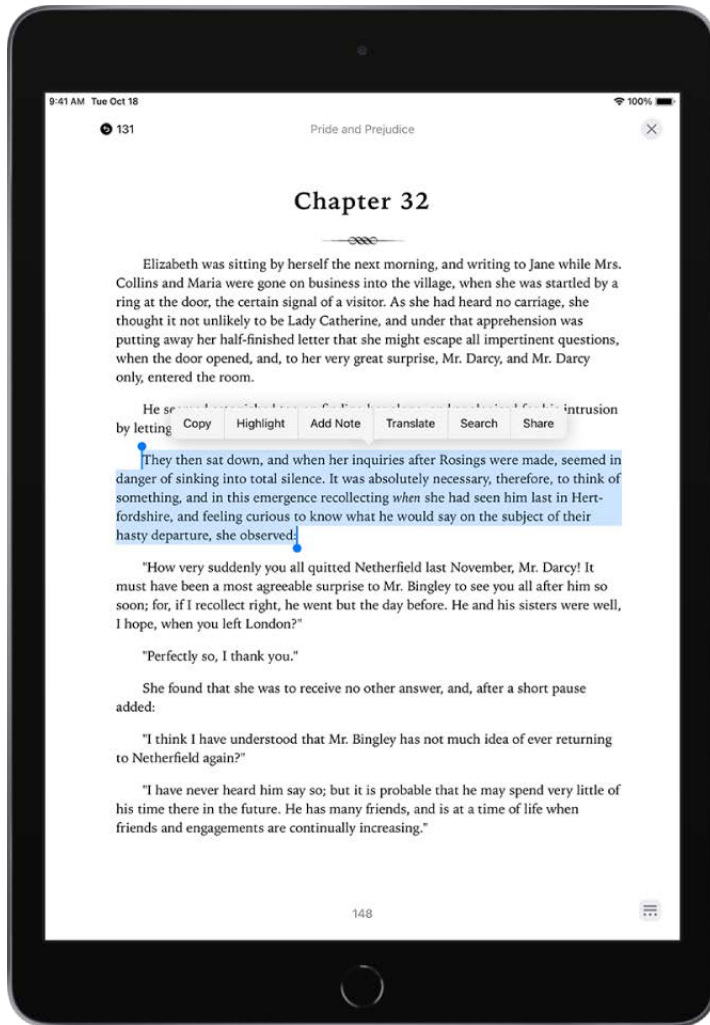 9:41 AM Tue Oct 18
100%
131
Pride and Prejudice
Chapter 32
Elizabeth was sitting by herself the next morning, and writing to Jane while Mrs.
Collins and Maria were gone on business into the village, when she was startled by a
ring at the door, the certain signal of a visitor. As she had heard no carriage, she
thought it not unlikely to be Lady Catherine, and under that apprehension was
putting away her half-finished letter that she might escape all impertinent questions,
when the door opened, and, to her very great surprise, Mr. Darcy, and Mr. Darcy
only, entered the room.
He intrusion
by letting
Copy Highlight Add Note Translate Search Share
They then sat down, and when her inquiries after Rosings were made, seemed in
danger of sinking into total silence. It was absolutely necessary, therefore, to think of
something, and in this emergence recollecting when she had seen him last in Hert-
fordshire, and feeling curious to know what he would say on the subject of their
hasty departure, she observed:
"How very suddenly you all quitted Netherfield last November, Mr. Darcy! It
must have been a most agreeable surprise to Mr. Bingley to see you all after him so
soon; for, if I recollect right, he went but the day before. He and his sisters were well,
I hope, when you left London?"
"Perfectly so, I thank you."
She found that she was to receive no other answer, and, after a short pause
added:
"I think I have understood that Mr. Bingley has not much idea of ever returning
to Netherfield again?"
"I have never heard him say so; but it is probable that he may spend very little of
his time there in the future. He has many friends, and is at a time of life when
friends and engagements are continually increasing."
148